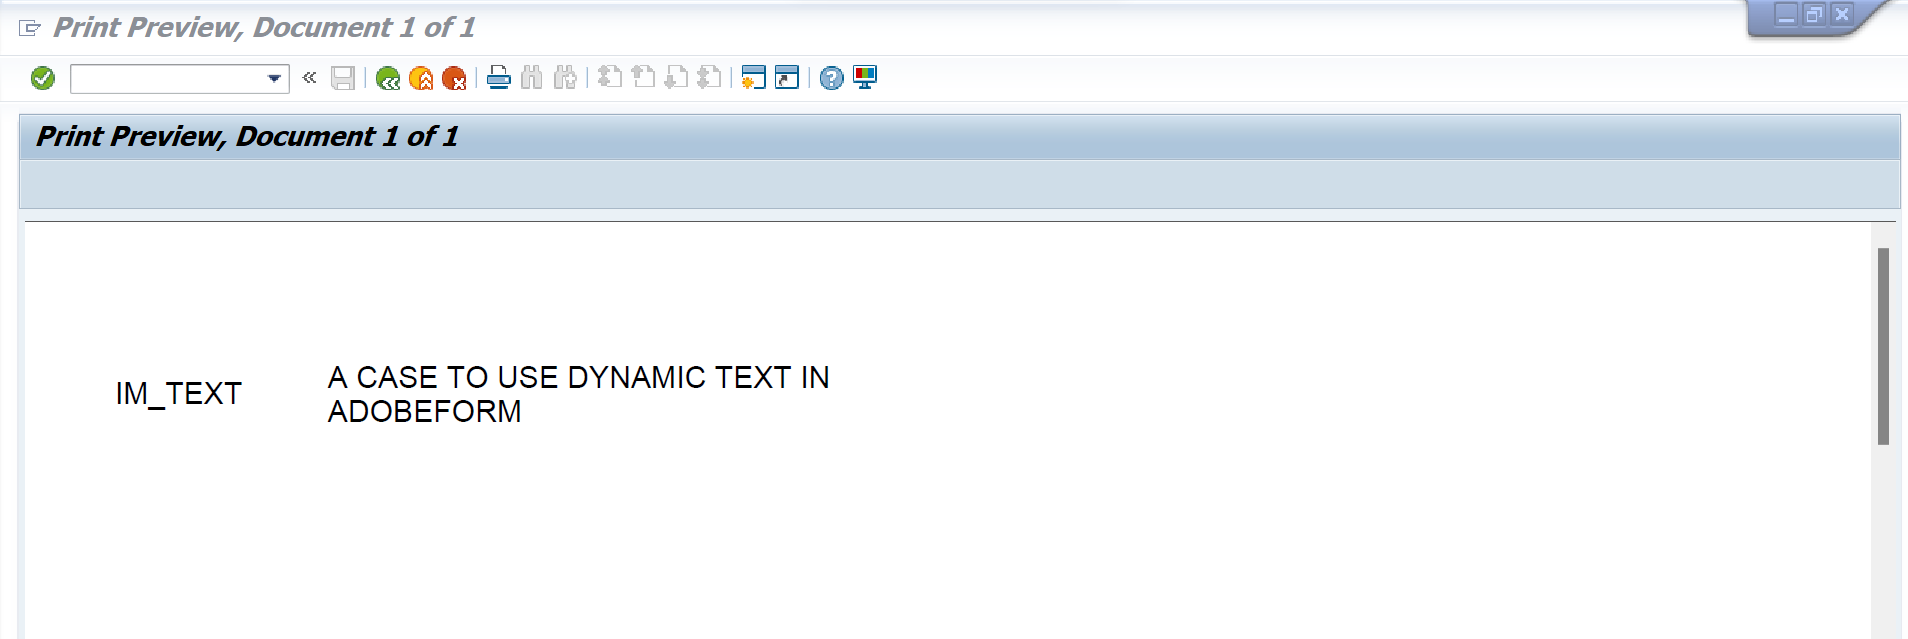 Print Preview, Document 1 of 1
Print Preview, Document 1 of 1
IM_TEXT
A CASE TO USE DYNAMIC TEXT IN
ADOBEFORM